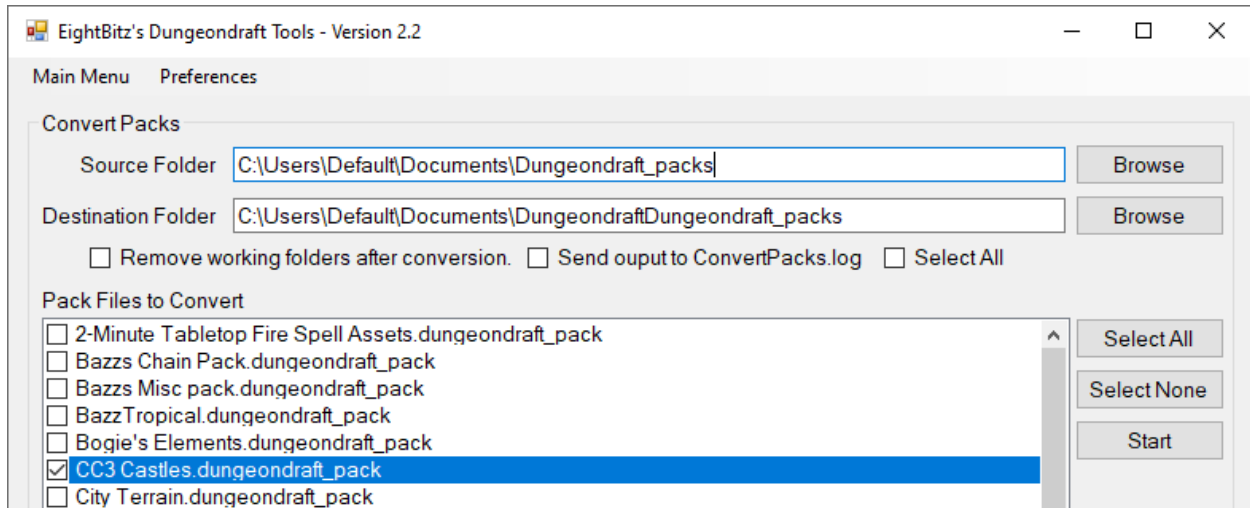 EightBitz's Dungeondraft Tools - Version 2.2
Main Menu Preferences
Convert Packs
Source Folder C:\Users\Default\Documents\Dungeondraft_packs Browse
Destination Folder C:\Users\Default\Documents\DungeondraftDungeondraft_packs Browse
Remove working folders after conversion. Send ouput to ConvertPacks.log Select All
Pack Files to Convert
2-Minute Tabletop Fire Spell Assets.dungeondraft_pack Select All
Bazzs Chain Pack.dungeondraft_pack
Bazzs Misc pack.dungeondraft_pack Select None
BazzTropical.dungeondraft_pack
Bogie's Elements.dungeondraft_pack Start
CC3 Castles.dungeondraft_pack
City Terrain.dungeondraft_pack